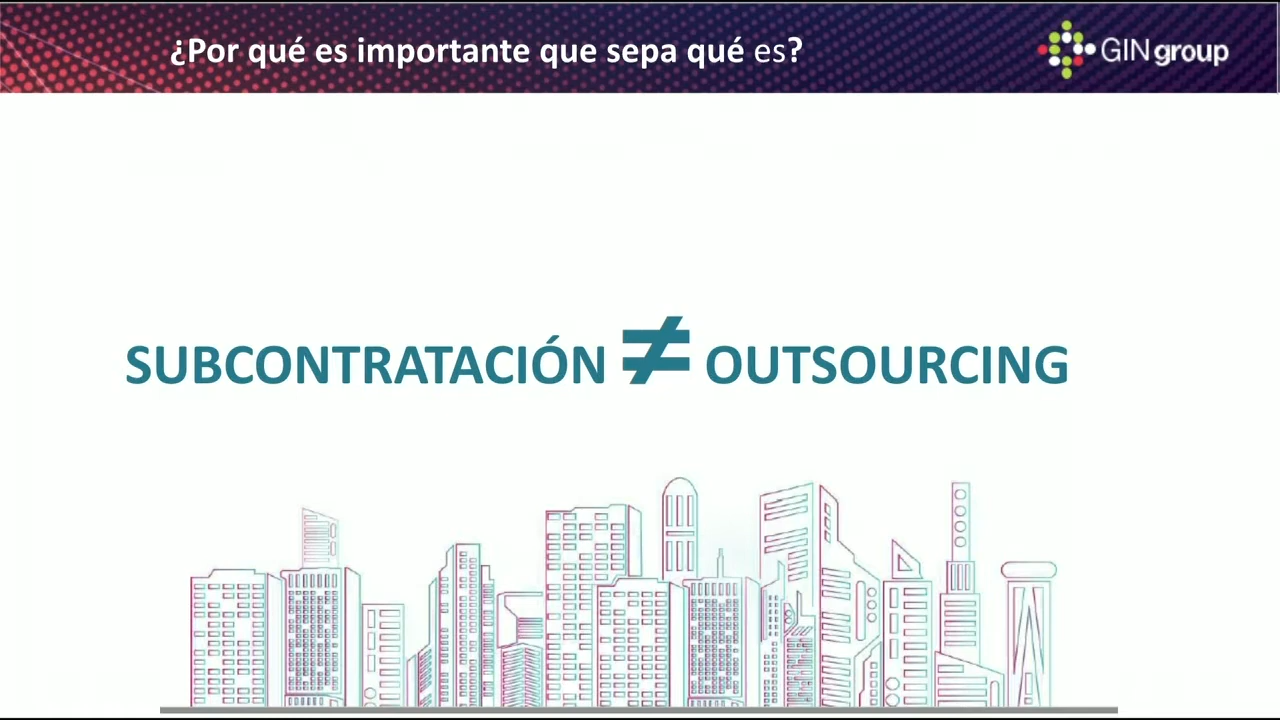 ¿Por qué es importante que sepa qué es?
GINgroup
SUBCONTRATACIÓN ≠ OUTSOURCING